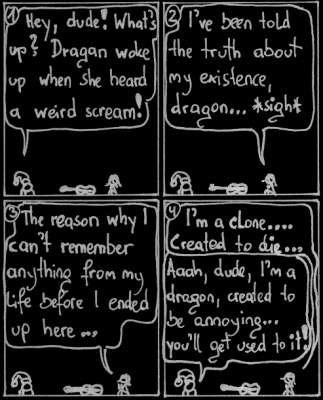 1 Hey, dude! What's
up? Dragan woke
up when she heard
a weird scream!
2 I've been told
the truth about
my existence,
dragon... *sigh*
3 The reason why I
can't remember
anything from my
life before I ended
up here...
4 I'm a clone....
Created to die...
Aaah, dude, I'm a
dragon, created to
be annoying...
you'll get used to it!